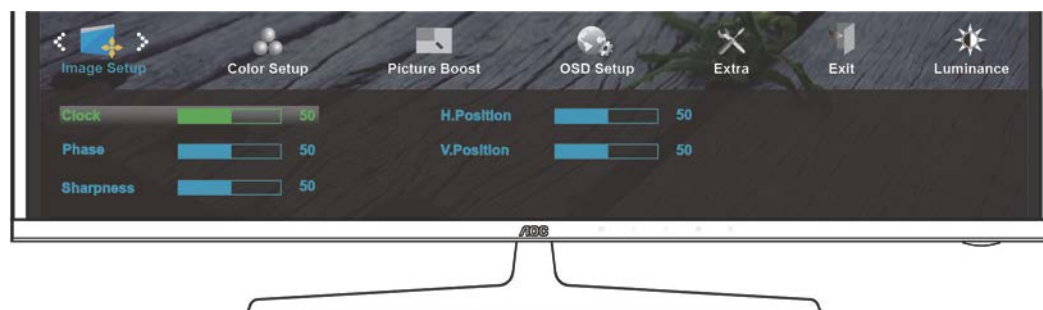 Image Setup Color Setup Picture Boost OSD Setup Extra Exit Luminance
Clock 50 H.Position 50
Phase 50 V.Position 50
Sharpness 50
AOC